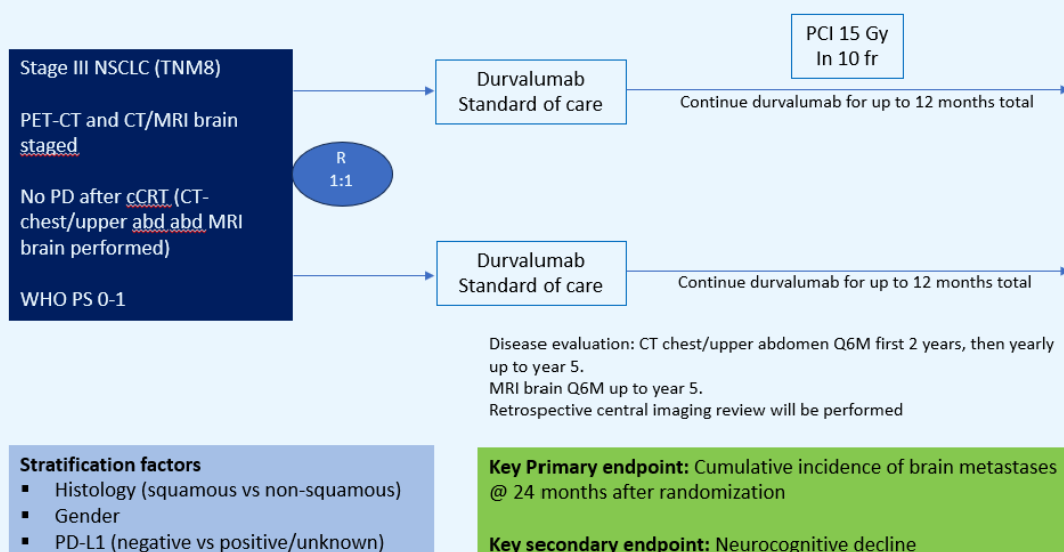 PCI 15 Gy
In 10 fr
Stage III NSCLC (TNM8)
PET-CT and CT/MRI brain
staged
No PD after cCRT (CT-
chest/upper abd abd MRI
brain performed)
WHO PS 0-1
R
1:1
Durvalumab
Standard of care
Continue durvalumab for up to 12 months total
Durvalumab
Standard of care
Continue durvalumab for up to 12 months total
Disease evaluation: CT chest/upper abdomen Q6M first 2 years, then yearly
up to year 5.
MRI brain Q6M up to year 5.
Retrospective central imaging review will be performed
Stratification factors
▪ Histology (squamous vs non-squamous)
▪ Gender
▪ PD-L1 (negative vs positive/unknown)
Key Primary endpoint: Cumulative incidence of brain metastases
@ 24 months after randomization
Key secondary endpoint: Neurocognitive decline